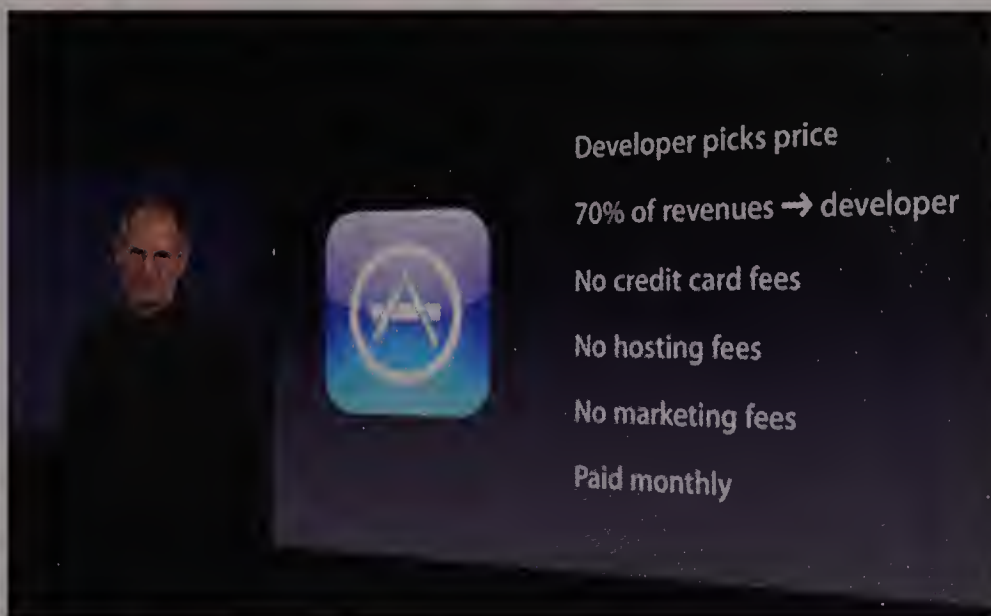 Developer picks price
70% of revenues → developer
No credit card fees
No hosting fees
No marketing fees
Paid monthly